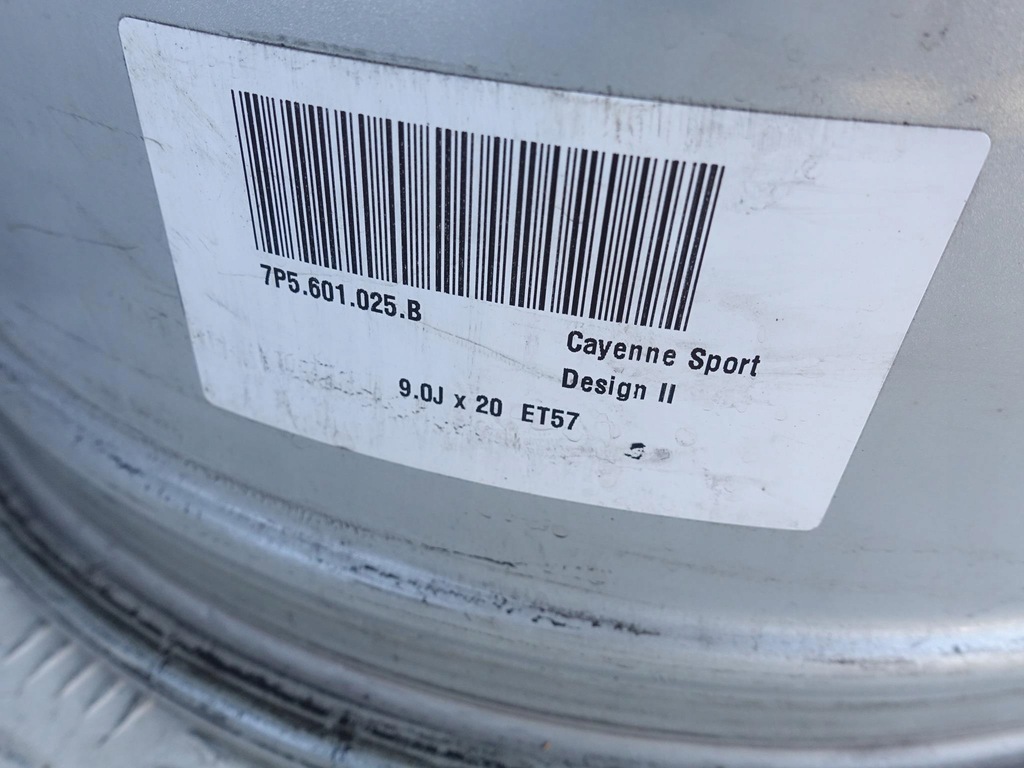 7P5.601.025.B
Cayenne Sport
Design II
9.0J x 20 ET57